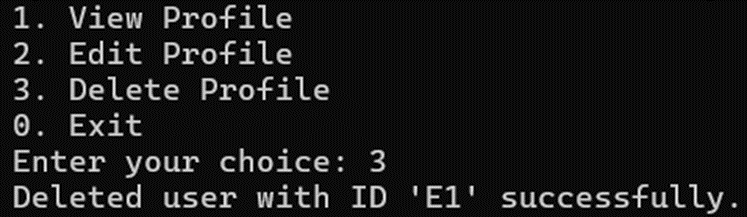 1. View Profile
2. Edit Profile
3. Delete Profile
0. Exit
Enter your choice: 3
Deleted user with ID 'E1' successfully.